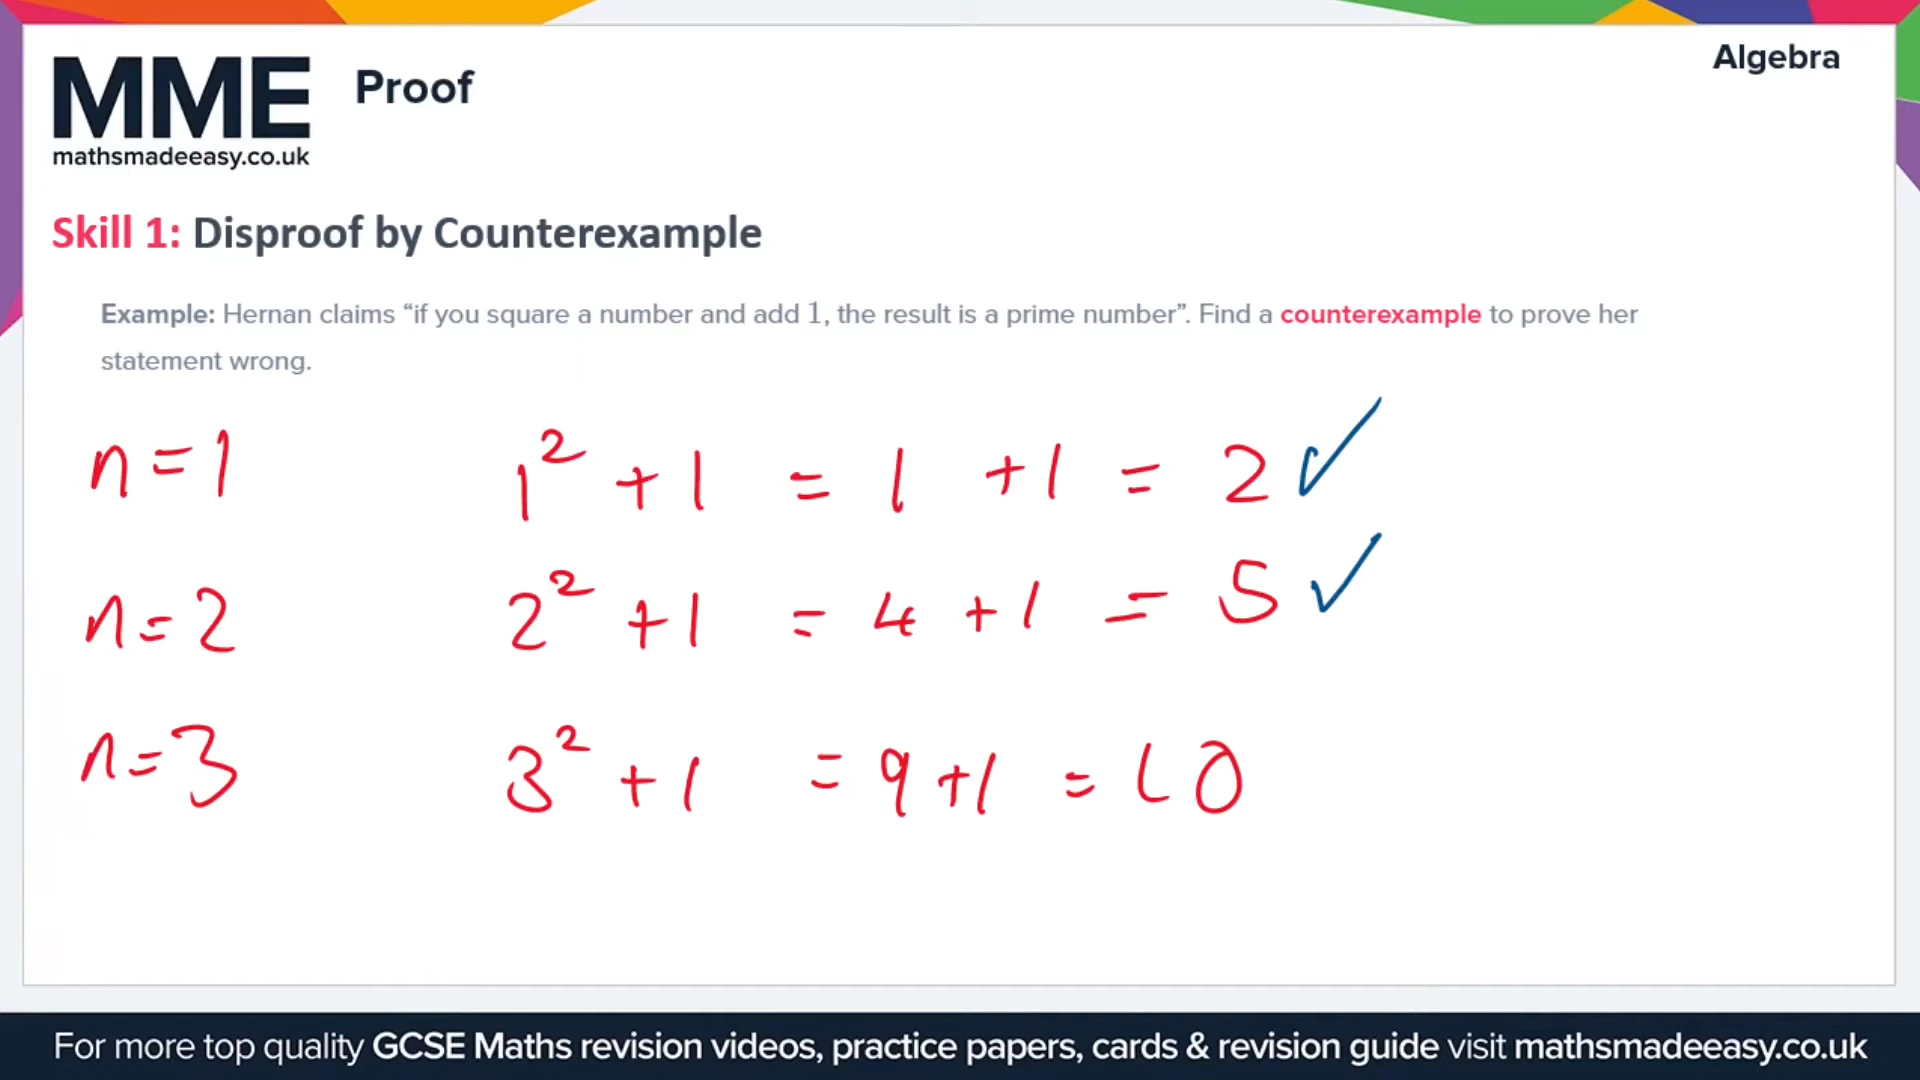 MME
mathsmadeeasy.co.uk
Proof
Algebra
Skill 1: Disproof by Counterexample
Example: Hernan claims “if you square a number and add 1, the result is a prime number”. Find a counterexample to prove her
statement wrong.
n=1 1² + 1 = 1 + 1 = 2 ✓
n=2 2² + 1 = 4 + 1 = 5 ✓
n=3 3² + 1 = 9 + 1 = 10
For more top quality GCSE Maths revision videos, practice papers, cards & revision guide visit mathsmadeeasy.co.uk